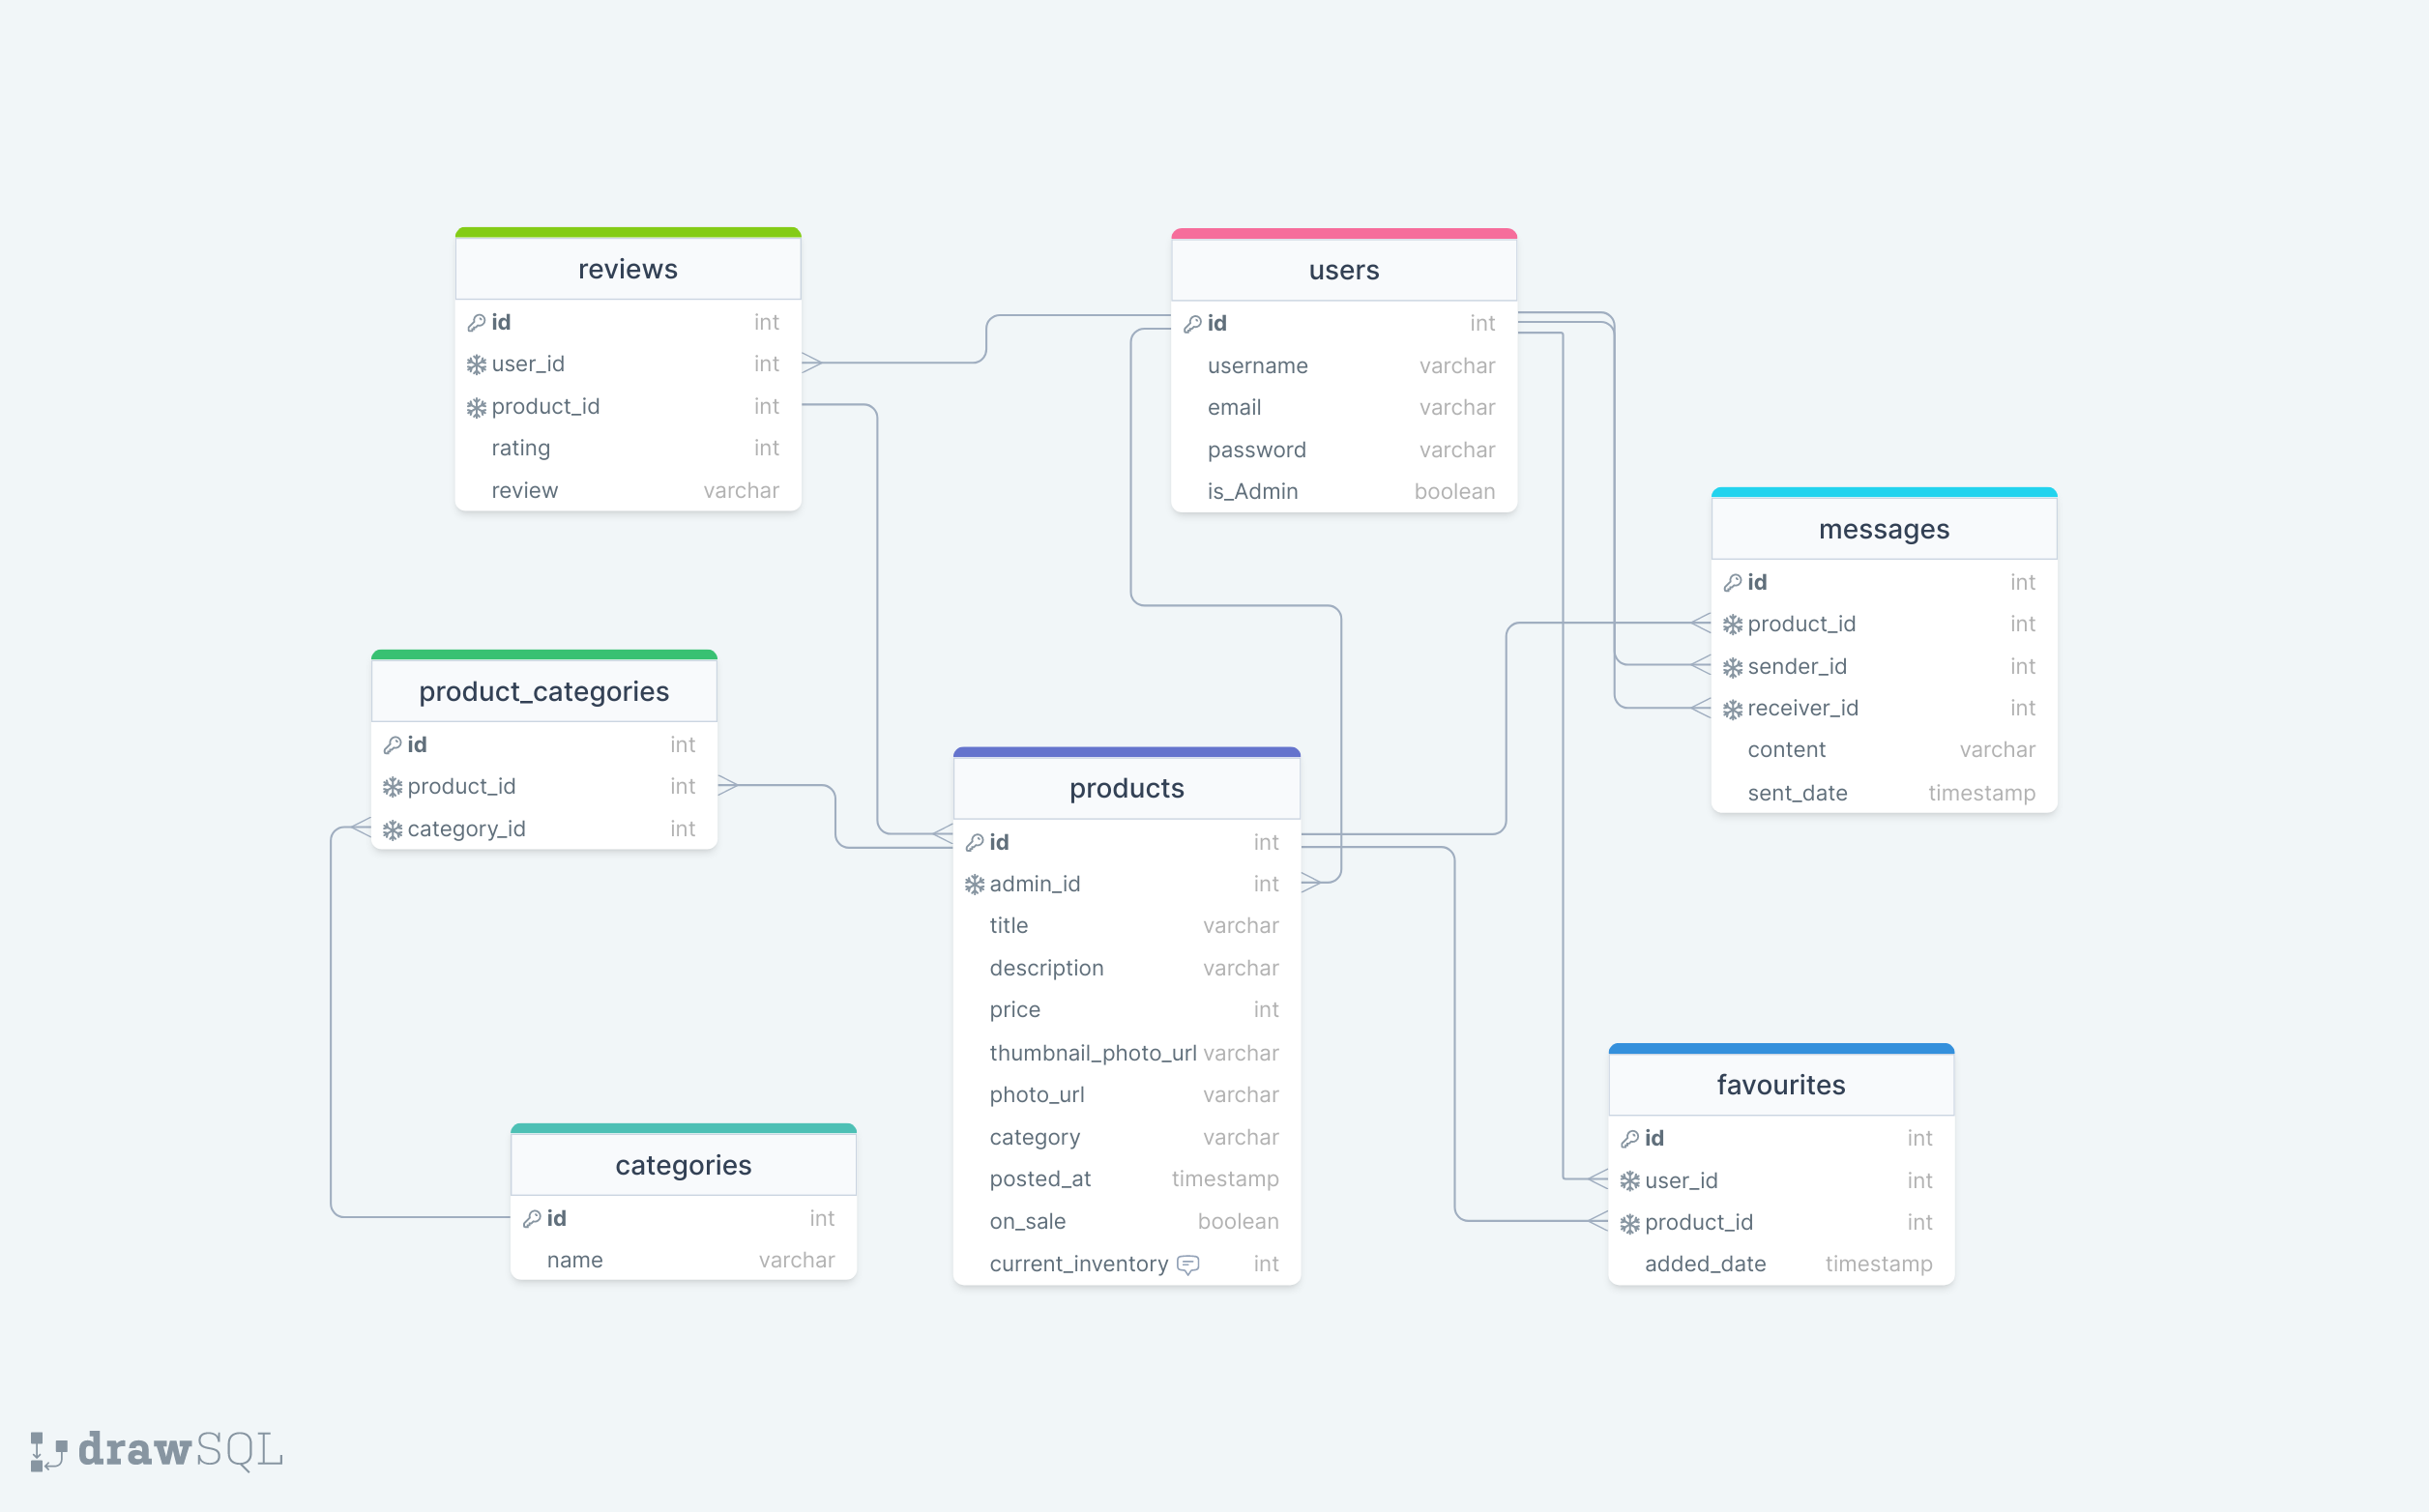 reviews
id int
user_id int
product_id int
rating int
review varchar
users
id int
username varchar
email varchar
password varchar
is_Admin boolean
messages
id int
product_id int
sender_id int
receiver_id int
content varchar
sent_date timestamp
product_categories
id int
product_id int
category_id int
products
id int
admin_id int
title varchar
description varchar
price int
thumbnail_photo_url varchar
photo_url varchar
category varchar
posted_at timestamp
on_sale boolean
current_inventory int
favourites
id int
user_id int
product_id int
added_date timestamp
categories
id int
name varchar
drawSQL